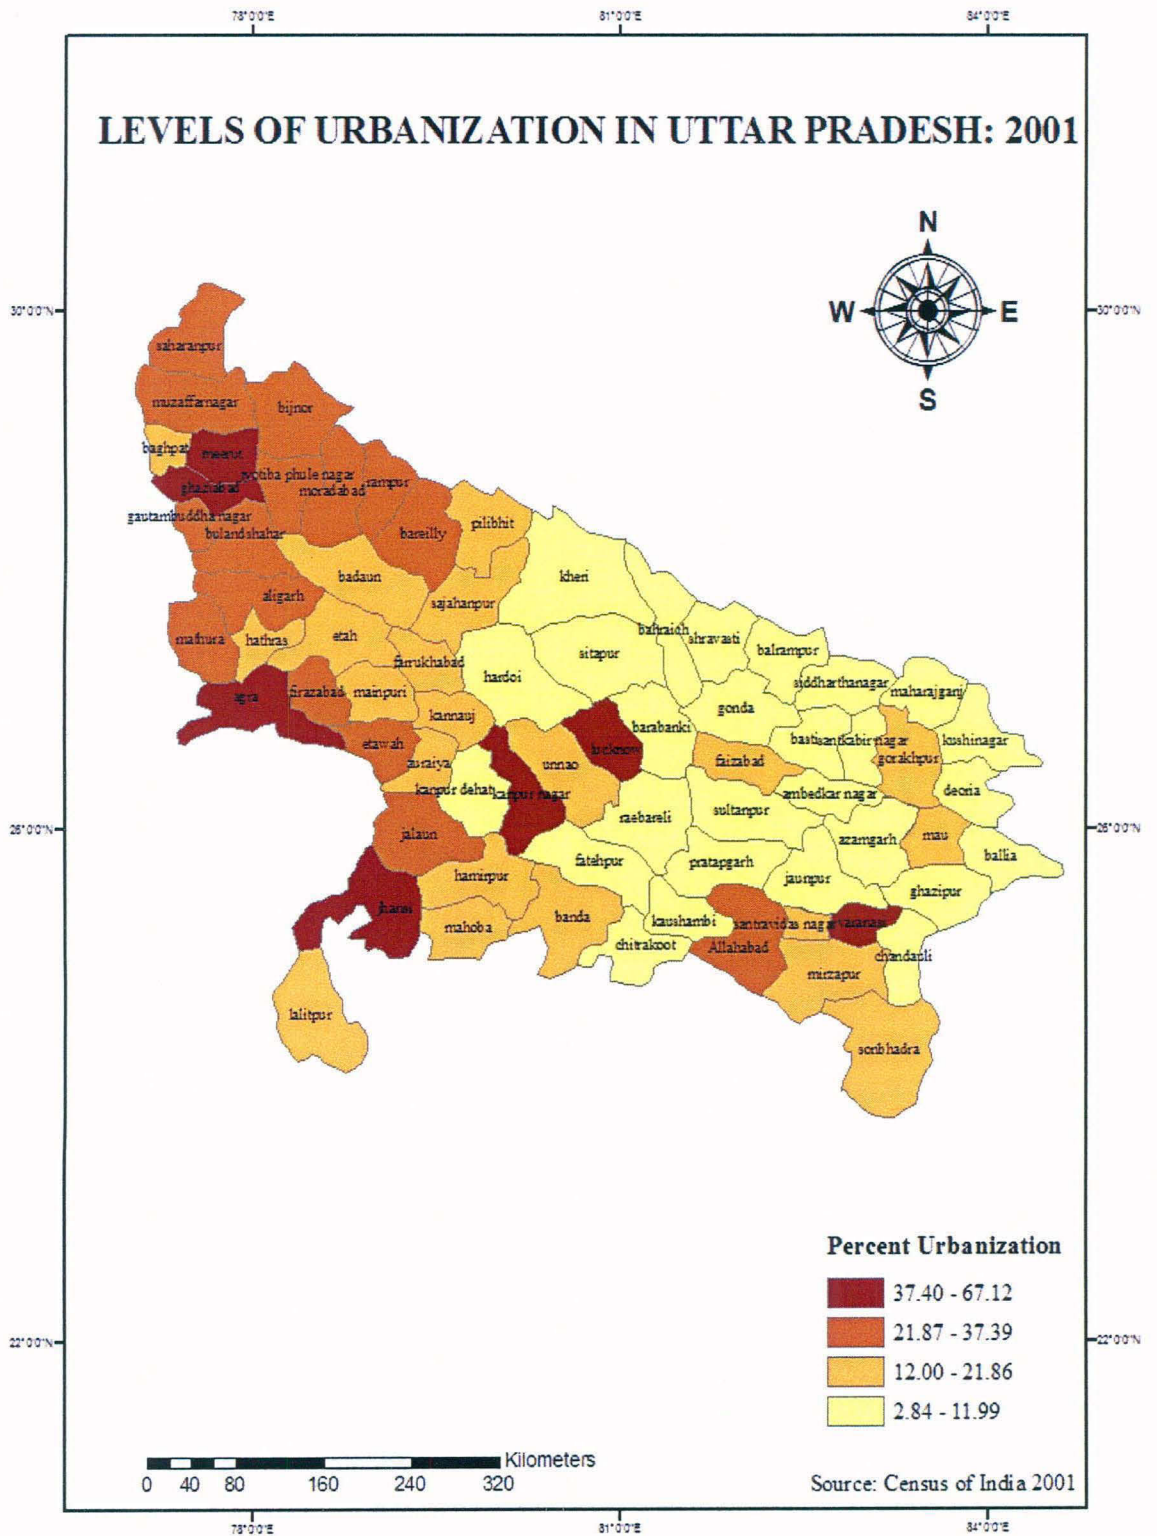 78°0'0"E 81°0'0"E 84°0'0"E
LEVELS OF URBANIZATION IN UTTAR PRADESH: 2001
N
W E
S
30°0'0"N 30°0'0"N
saharanpur
muzaffarnagar
bijnor
baghpat
meerut
jyotiba phule nagar
rampur
ghaziabad
moradabad
gautambuddha nagar
bulandshahar
bareilly
pilibhit
badaun
kheri
aligarh
sajahanpur
mathura
hathras
etah
bahraich
shravasti
balrampur
sitapur
farrukhabad
hardoi
siddharthanagar
maharajganj
agra
firazabad
mainpuri
gonda
kannauj
barabanki
etawah
lucknow
basti
santkabir nagar
kushinagar
auraiya
unnao
faizabad
gorakhpur
kanpur dehat
kanpur nagar
ambedkar nagar
deoria
raebareli
sultanpur
jalaun
azamgarh
mau
fatehpur
pratapgarh
ballia
hamirpur
jaunpur
ghazipur
jhansi
mahoba
banda
kaushambi
santravidas nagar
varanasi
chitrakoot
Allahabad
chandauli
mirzapur
lalitpur
sonbhadra
26°0'0"N 26°0'0"N
Percent Urbanization
37.40 - 67.12
21.87 - 37.39
12.00 - 21.86
2.84 - 11.99
22°0'0"N 22°0'0"N
Kilometers
0 40 80 160 240 320
Source: Census of India 2001
78°0'0"E 81°0'0"E 84°0'0"E